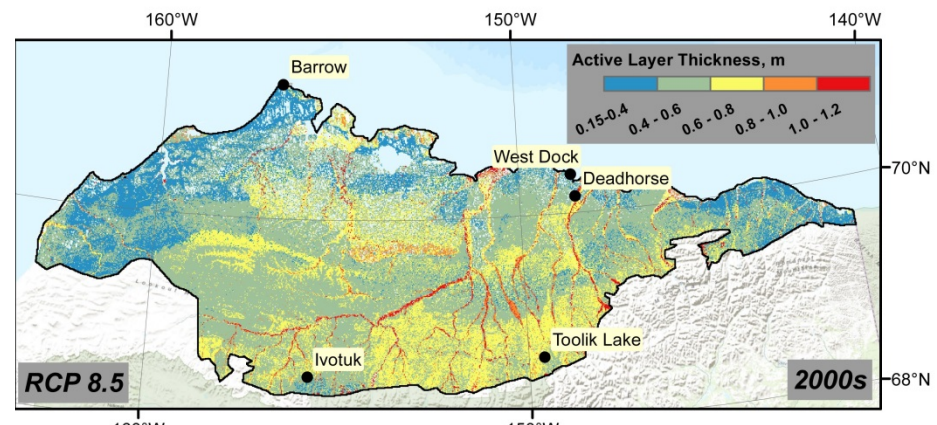 160°W
150°W
140°W
Active Layer Thickness, m
0.15-0.4
0.4 - 0.6
0.6 - 0.8
0.8 - 1.0
1.0 - 1.2
Barrow
West Dock
Deadhorse
70°N
Toolik Lake
Ivotuk
RCP 8.5
2000s
68°N